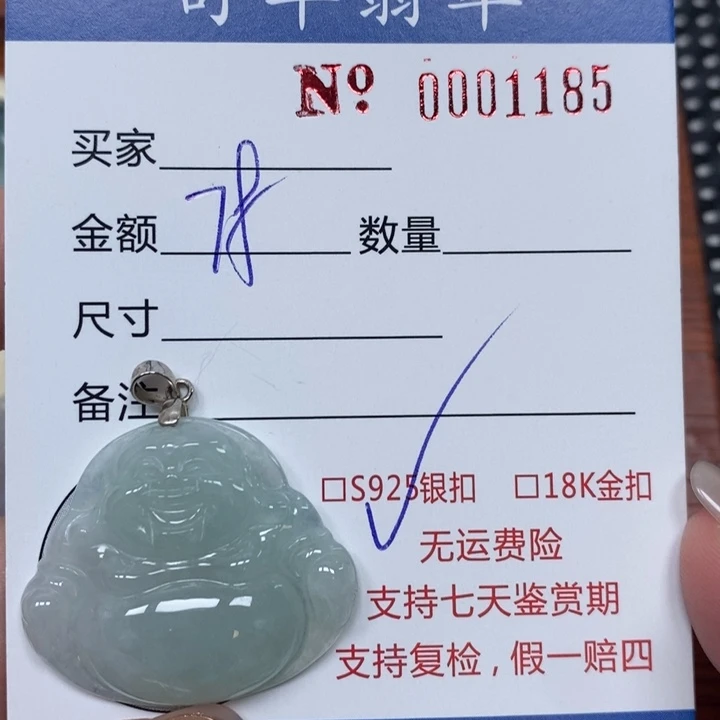 № 0001185
买家
金额 78 数量
尺寸
备注
□S925银扣 □18K金扣
无运费险
支持七天鉴赏期
支持复检,假一赔四